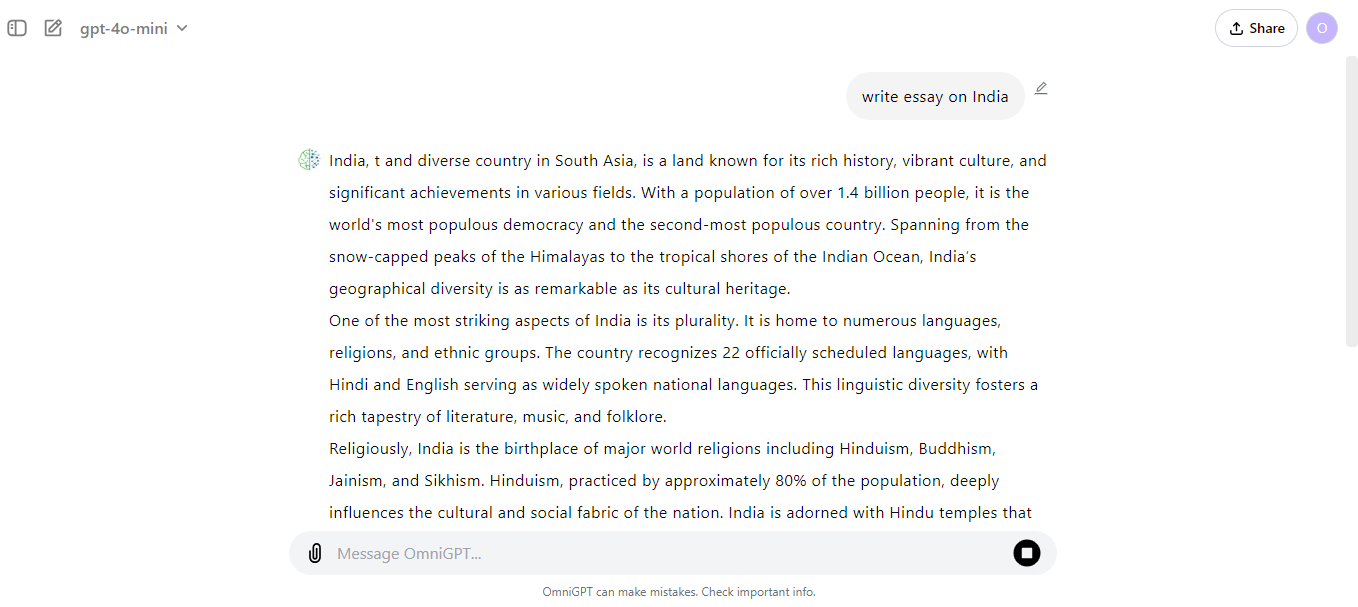 gpt-4o-mini
Share
O
write essay on India
India, t and diverse country in South Asia, is a land known for its rich history, vibrant culture, and
significant achievements in various fields. With a population of over 1.4 billion people, it is the
world's most populous democracy and the second-most populous country. Spanning from the
snow-capped peaks of the Himalayas to the tropical shores of the Indian Ocean, India's
geographical diversity is as remarkable as its cultural heritage.
One of the most striking aspects of India is its plurality. It is home to numerous languages,
religions, and ethnic groups. The country recognizes 22 officially scheduled languages, with
Hindi and English serving as widely spoken national languages. This linguistic diversity fosters a
rich tapestry of literature, music, and folklore.
Religiously, India is the birthplace of major world religions including Hinduism, Buddhism,
Jainism, and Sikhism. Hinduism, practiced by approximately 80% of the population, deeply
influences the cultural and social fabric of the nation. India is adorned with Hindu temples that
Message OmniGPT...
OmniGPT can make mistakes. Check important info.